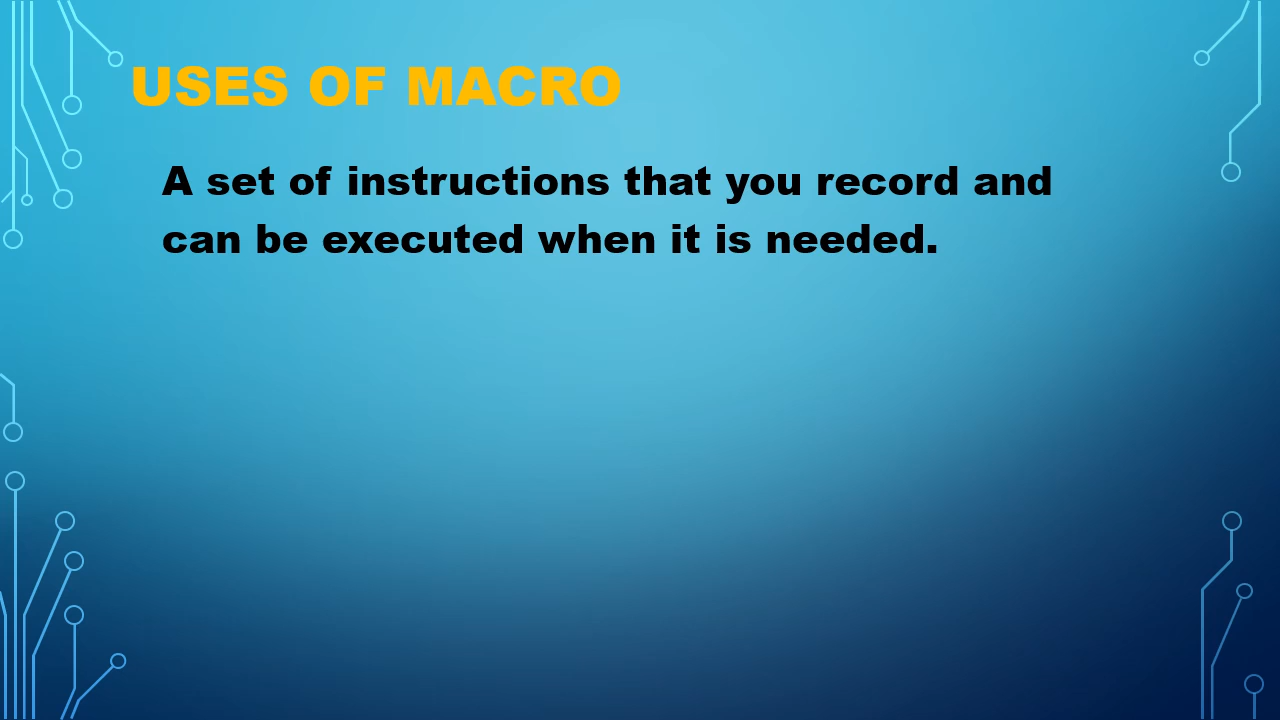 USES OF MACRO
A set of instructions that you record and
can be executed when it is needed.